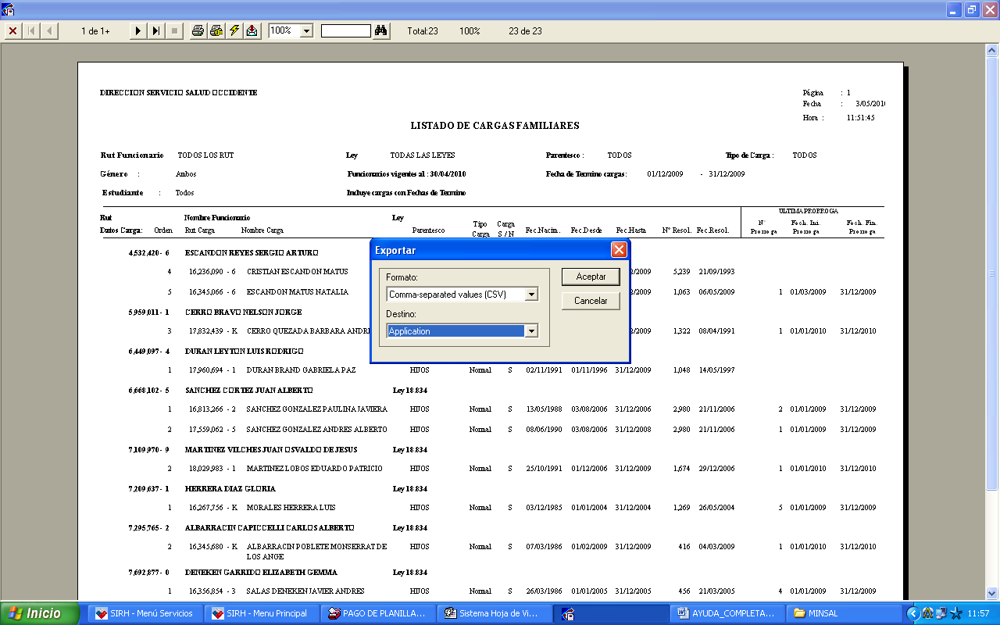 1 de 1+ 100% Total:23 100% 23 de 23
DIRECCION SERVICIO SALUD OCCIDENTE
Página : 1
Fecha : 3/05/201
Hora : 11:51:45
LISTADO DE CARGAS FAMILIARES
Rut Funcionario TODOS LOS RUT Ley TODAS LAS LEYES Parentesco : TODOS Tipo de Carga : TODOS
Género : Ambos Funcionarios vigentes al : 30/04/2010 Fecha de Termino cargas: 01/12/2009 - 31/12/2009
Estudiante : Todos Incluye cargas con Fechas de Termino
ULTIMA PRORROGA
Rut Nombre Funcionario Ley
Tipo Carga N° Fech. Ini. Fech. Fin.
Datos Carga: Orden Rut Carga Nombre Carga Parentesco Carga S / N Fec.Nacim. Fec.Desde Fec.Hasta N° Resol. Fec.Resol. Prorroga Prorroga Prorroga
4,532,420 - 6 ESCANDON REYES SERGIO ARTURO
4 16,236,090 - 6 CRISTIAN ESCANDON MATUS 2/2009 5,239 21/09/1993
5 16,345,066 - 6 ESCANDON MATUS NATALIA 2/2009 1,063 06/05/2009 1 01/03/2009 31/12/2009
5,959,011 - 1 CERRO BRAVO NELSON JORGE
3 17,832,439 - K CERRO QUEZADA BARBARA ANDRE 2/2009 1,322 08/04/1991 1 01/01/2010 31/12/2010
6,449,097 - 4 DURAN LEYTON LUIS RODRIGO
1 17,960,694 - 1 DURAN BRAND GABRIELA PAZ HIJOS Normal S 02/11/1991 01/11/1996 31/12/2009 1,048 14/05/1997
6,668,102 - 5 SANCHEZ CORTEZ JUAN ALBERTO Ley 18.834
1 16,813,266 - 2 SANCHEZ GONZALEZ PAULINA JAVIERA HIJOS Normal S 13/05/1988 03/08/2006 31/12/2006 2,980 21/11/2006 2 01/01/2009 31/12/2009
2 17,559,062 - 5 SANCHEZ GONZALEZ ANDRES ALBERTO HIJOS Normal S 08/06/1990 03/08/2006 31/12/2008 2,980 21/11/2006 1 01/01/2009 31/12/2009
7,109,970 - 9 MARTINEZ VILCHES JUAN OSVALDO DE JESUS Ley 18.834
2 18,029,983 - 1 MARTINEZ LOBOS EDUARDO PATRICIO HIJOS Normal S 25/10/1991 01/12/2006 31/12/2009 1,674 29/12/2006 1 01/01/2010 31/12/2010
7,209,637 - 1 HERRERA DIAZ GLORIA Ley 18.834
1 16,267,756 - K MORALES HERRERA LUIS HIJOS Normal S 03/12/1985 01/01/2004 31/12/2004 1,269 26/05/2004 5 01/01/2009 31/12/2009
7,295,765 - 2 ALBARRACIN CAPICCELLI CARLOS ALBERTO Ley 18.834
2 16,345,680 - K ALBARRACIN POBLETE MONSERRAT DE HIJOS Normal S 07/03/1986 01/02/2009 31/12/2009 416 04/03/2009 1 01/01/2010 31/12/2010
LOS ANGE
7,692,877 - 0 DENEKEN GARRIDO ELIZABETH GEMMA Ley 18.834
1 16,356,854 - 3 SALAS DENEKEN JAVIER ANDRES HIJOS Normal S 26/03/1986 01/01/2005 31/12/2005 456 21/03/2005 4 01/01/2009 31/12/2009
Exportar
Formato: Aceptar
Comma-separated values (CSV)
Cancelar
Destino:
Application
Inicio SIRH - Menú Servicios SIRH - Menu Principal PAGO DE PLANILLA... Sistema Hoja de Vi... AYUDA_COMPLETA... MINSAL 11:57